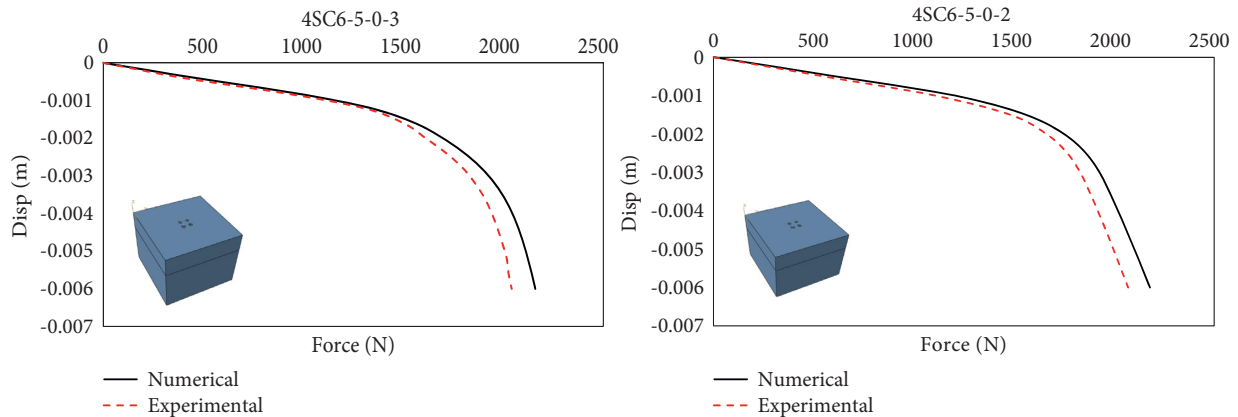 4SC6-5-0-3
0 500 1000 1500 2000 2500
0
-0.001
-0.002
-0.003
-0.004
-0.005
-0.006
-0.007
Disp (m)
Force (N)
Numerical
Experimental
4SC6-5-0-2
0 500 1000 1500 2000 2500
0
-0.001
-0.002
-0.003
-0.004
-0.005
-0.006
-0.007
Disp (m)
Force (N)
Numerical
Experimental